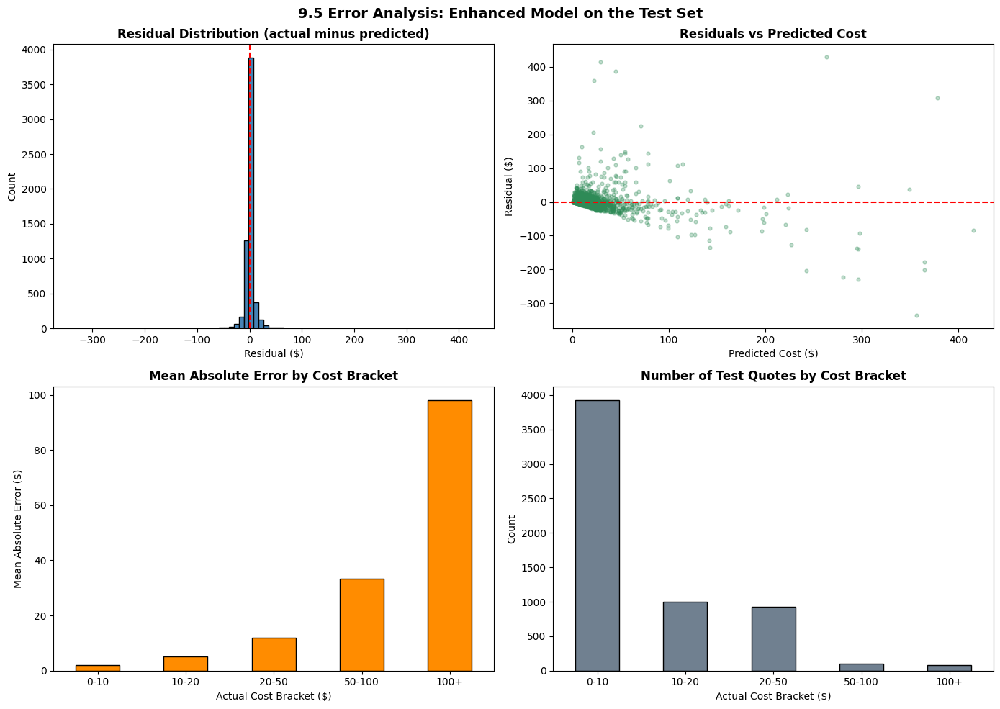 9.5 Error Analysis: Enhanced Model on the Test Set
Residual Distribution (actual minus predicted)
4000
3500
3000
2500
2000
1500
1000
500
0
Count
−300 −200 −100 0 100 200 300 400
Residual ($)
Residuals vs Predicted Cost
400
300
200
100
0
−100
−200
−300
Residual ($)
0 100 200 300 400
Predicted Cost ($)
Mean Absolute Error by Cost Bracket
100
80
60
40
20
0
Mean Absolute Error ($)
0-10 10-20 20-50 50-100 100+
Actual Cost Bracket ($)
Number of Test Quotes by Cost Bracket
4000
3500
3000
2500
2000
1500
1000
500
0
Count
0-10 10-20 20-50 50-100 100+
Actual Cost Bracket ($)